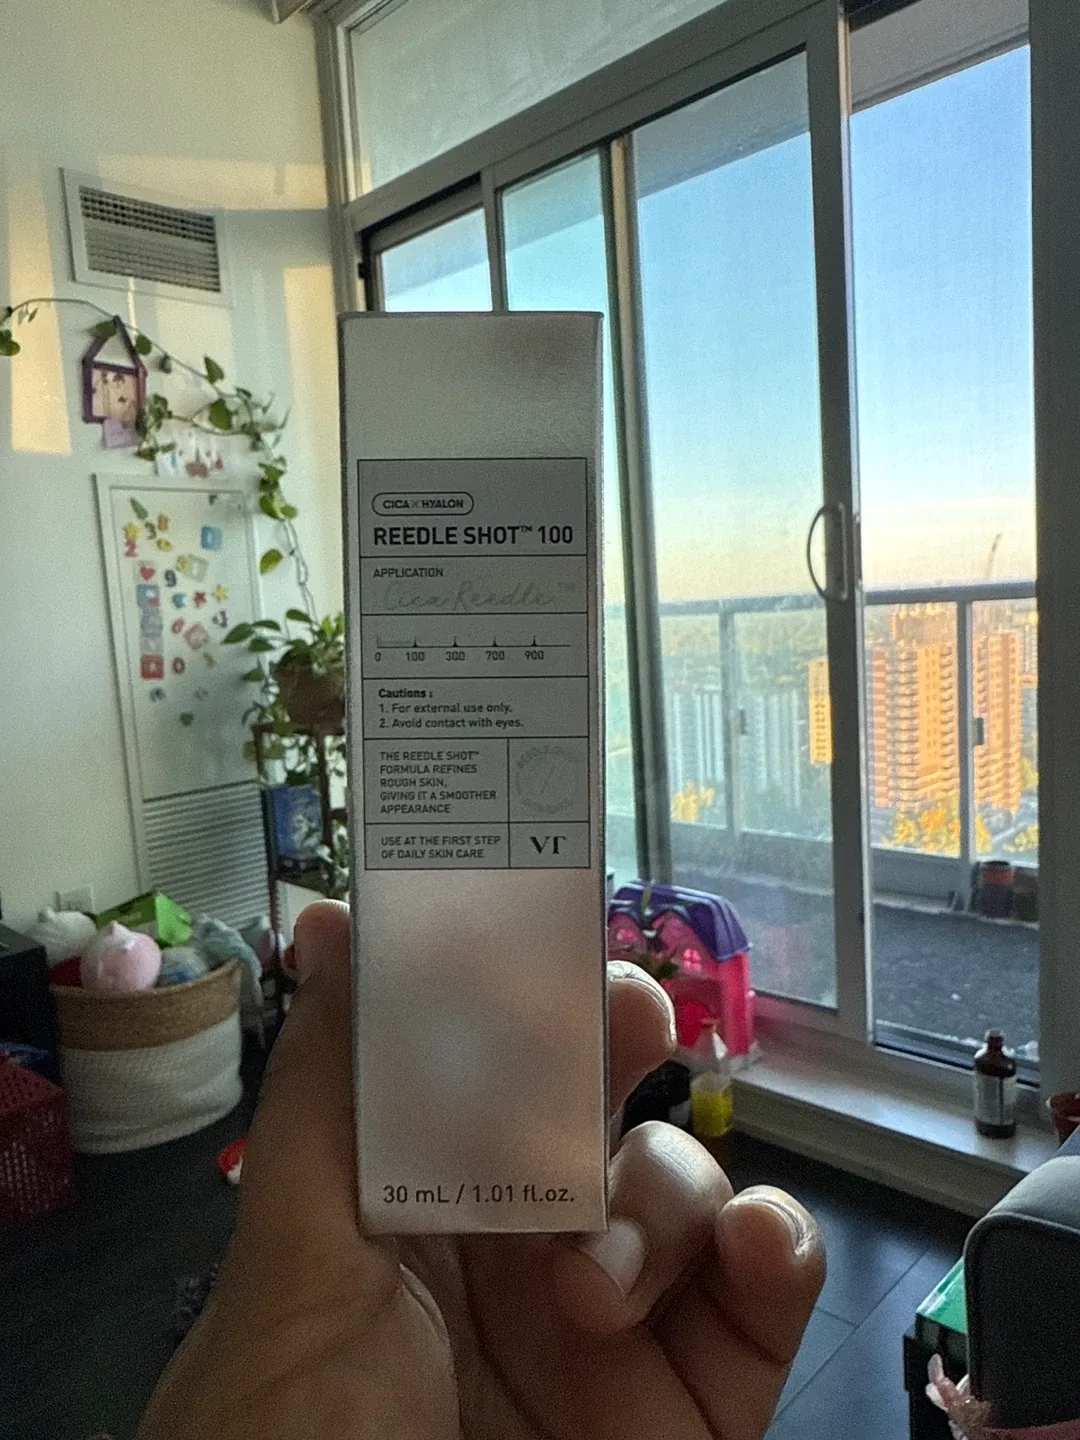 CICA × HYALON
REEDLE SHOT™ 100
APPLICATION
Cica Reedle™
0 100 300 700 900
Cautions :
1. For external use only.
2. Avoid contact with eyes.
THE REEDLE SHOT™
FORMULA REFINES
ROUGH SKIN,
GIVING IT A SMOOTHER
APPEARANCE
USE AT THE FIRST STEP
OF DAILY SKIN CARE
VT
30 mL / 1.01 fl.oz.